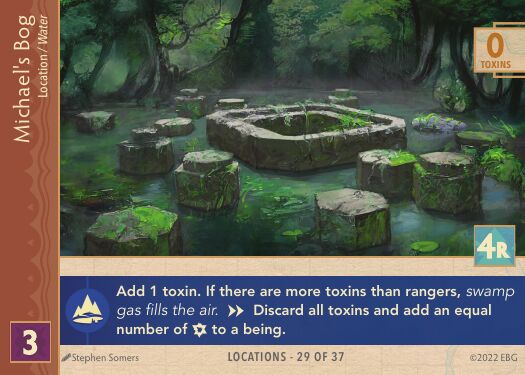 Michael's Bog
Location / Water
0
TOXINS
4R
Add 1 toxin. If there are more toxins than rangers, swamp
gas fills the air. Discard all toxins and add an equal
number of to a being.
3
Stephen Somers
LOCATIONS - 29 OF 37
©2022 EBG